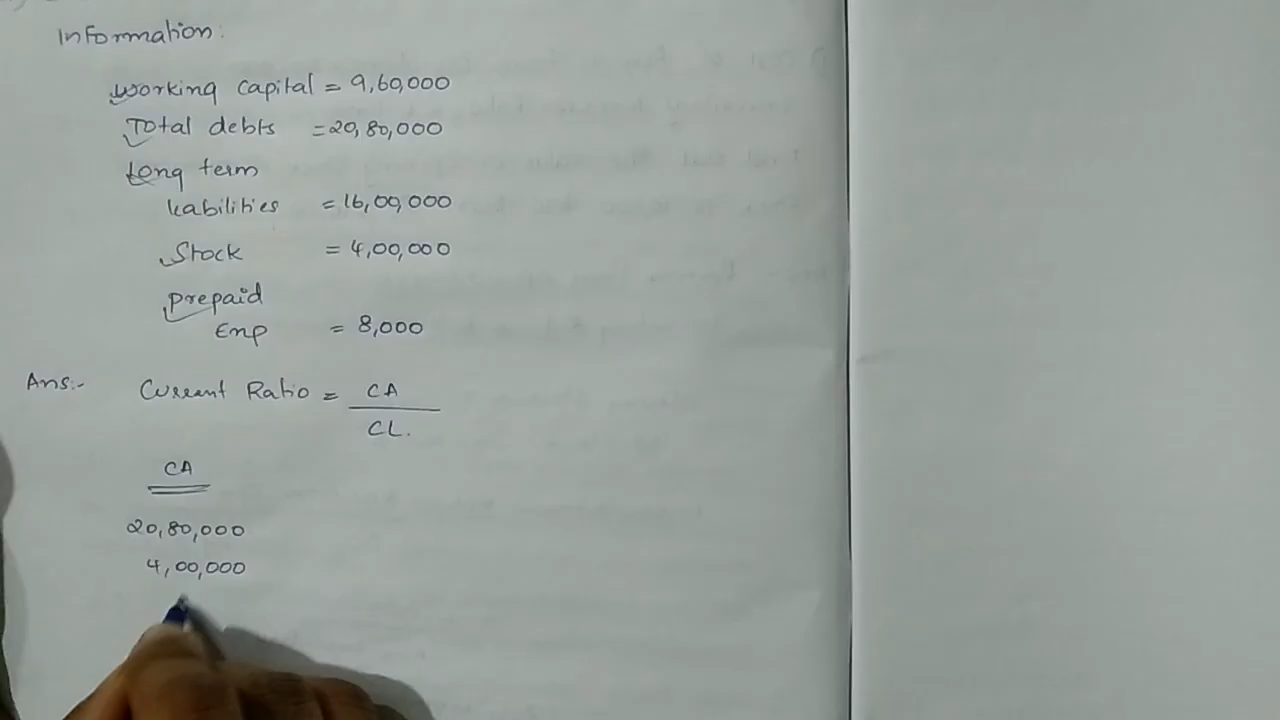 Information:
Working capital = 9,60,000
Total debts = 20,80,000
Long term
liabilities = 16,00,000
Stock = 4,00,000
prepaid
Exp = 8,000
Ans:- Current Ratio = CA
CL.
CA
20,80,000
4,00,000